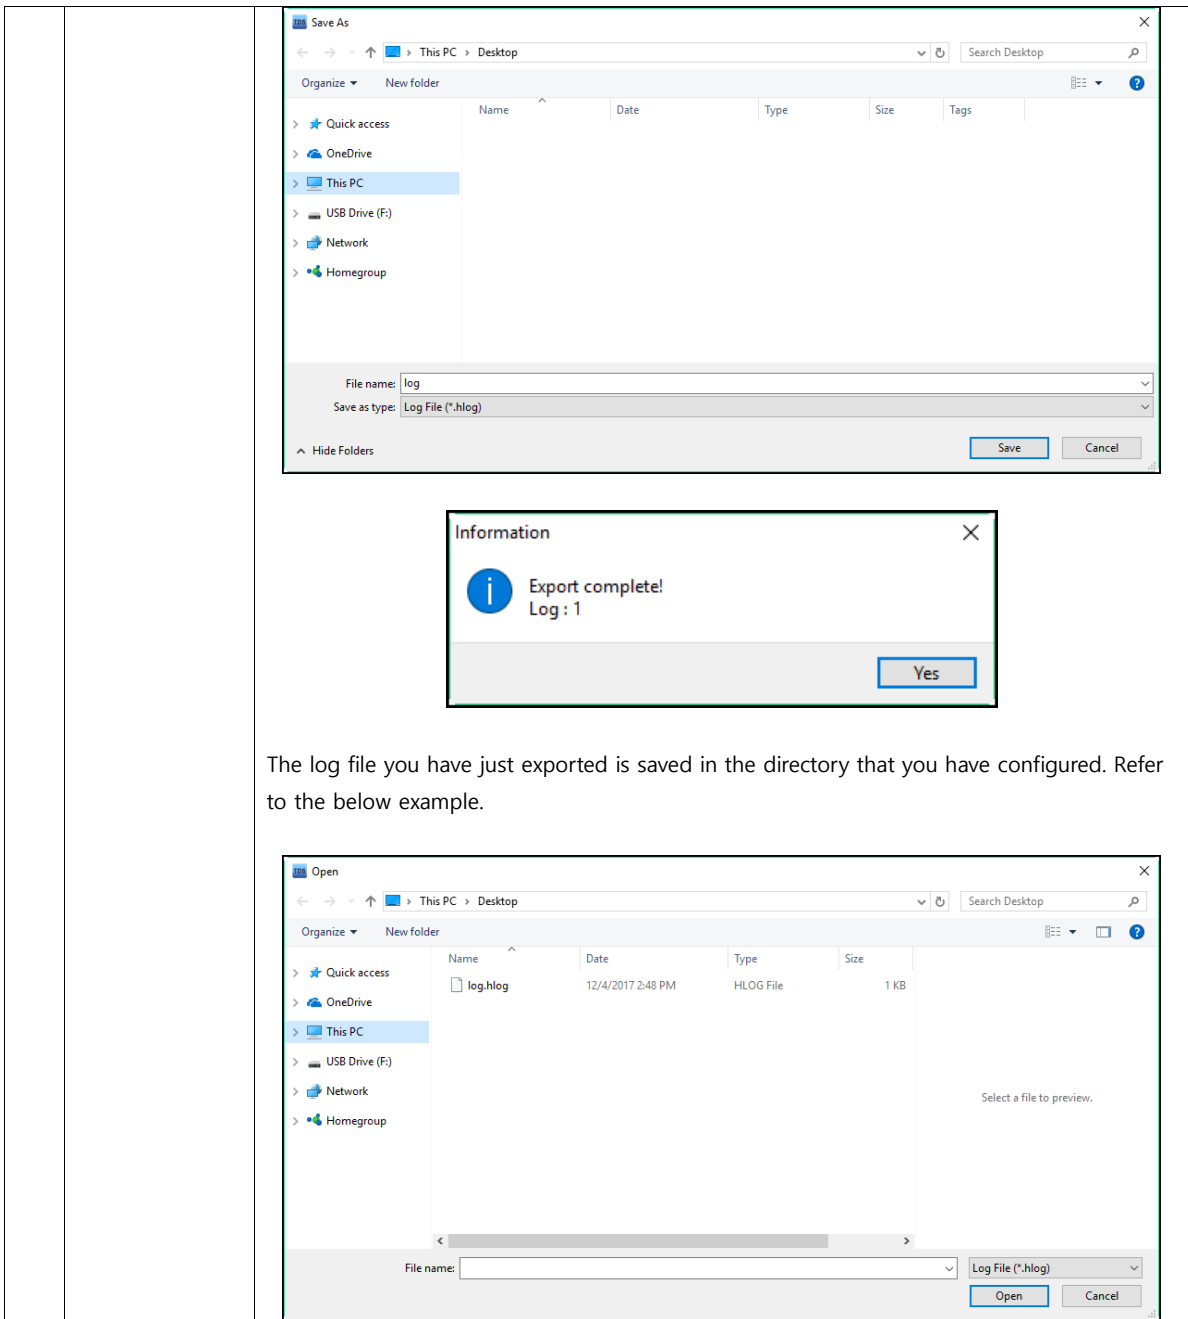 TDS Save As
This PC > Desktop
Search Desktop
Organize New folder
Name Date Type Size Tags
Quick access
OneDrive
This PC
USB Drive (F:)
Network
Homegroup
File name: log
Save as type: Log File (*.hlog)
Hide Folders Save Cancel
Information
Export complete!
Log : 1
Yes
The log file you have just exported is saved in the directory that you have configured. Refer
to the below example.
TDS Open
This PC > Desktop
Search Desktop
Organize New folder
Name Date Type Size
Quick access
log.hlog 12/4/2017 2:48 PM HLOG File 1 KB
OneDrive
This PC
USB Drive (F:)
Network
Select a file to preview.
Homegroup
File name: Log File (*.hlog)
Open Cancel